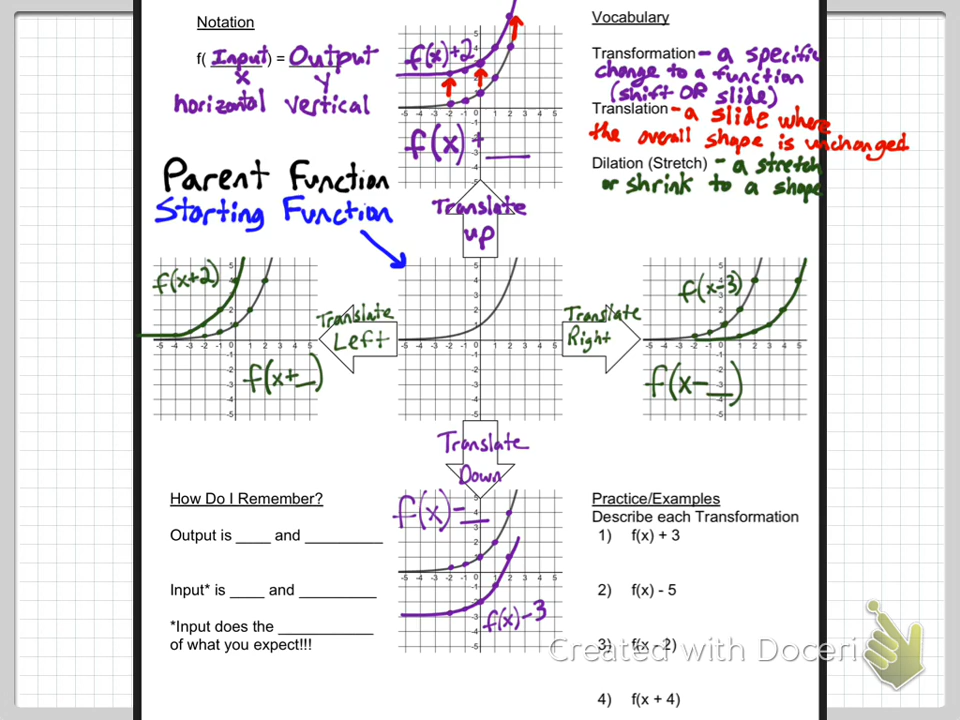 Notation
f( Input ) = Output
x y
horizontal vertical
f(x)+2
f(x)+__
Vocabulary
Transformation - a specific
change to a function
(shift OR slide)
Translation - a slide where
the overall shape is unchanged
Dilation (Stretch) - a stretch
or shrink to a shape
Parent Function
Starting Function
Translate
up
f(x+2)
f(x+__)
Translate
Left
Translate
Right
f(x-3)
f(x-__)
Translate
Down
f(x)-__
f(x)-3
How Do I Remember?
Output is ____ and _________
Input* is ____ and _________
*Input does the ___________
of what you expect!!!
Practice/Examples
Describe each Transformation
1) f(x) + 3
2) f(x) - 5
3) f(x - 2)
4) f(x + 4)
Created with Doceri